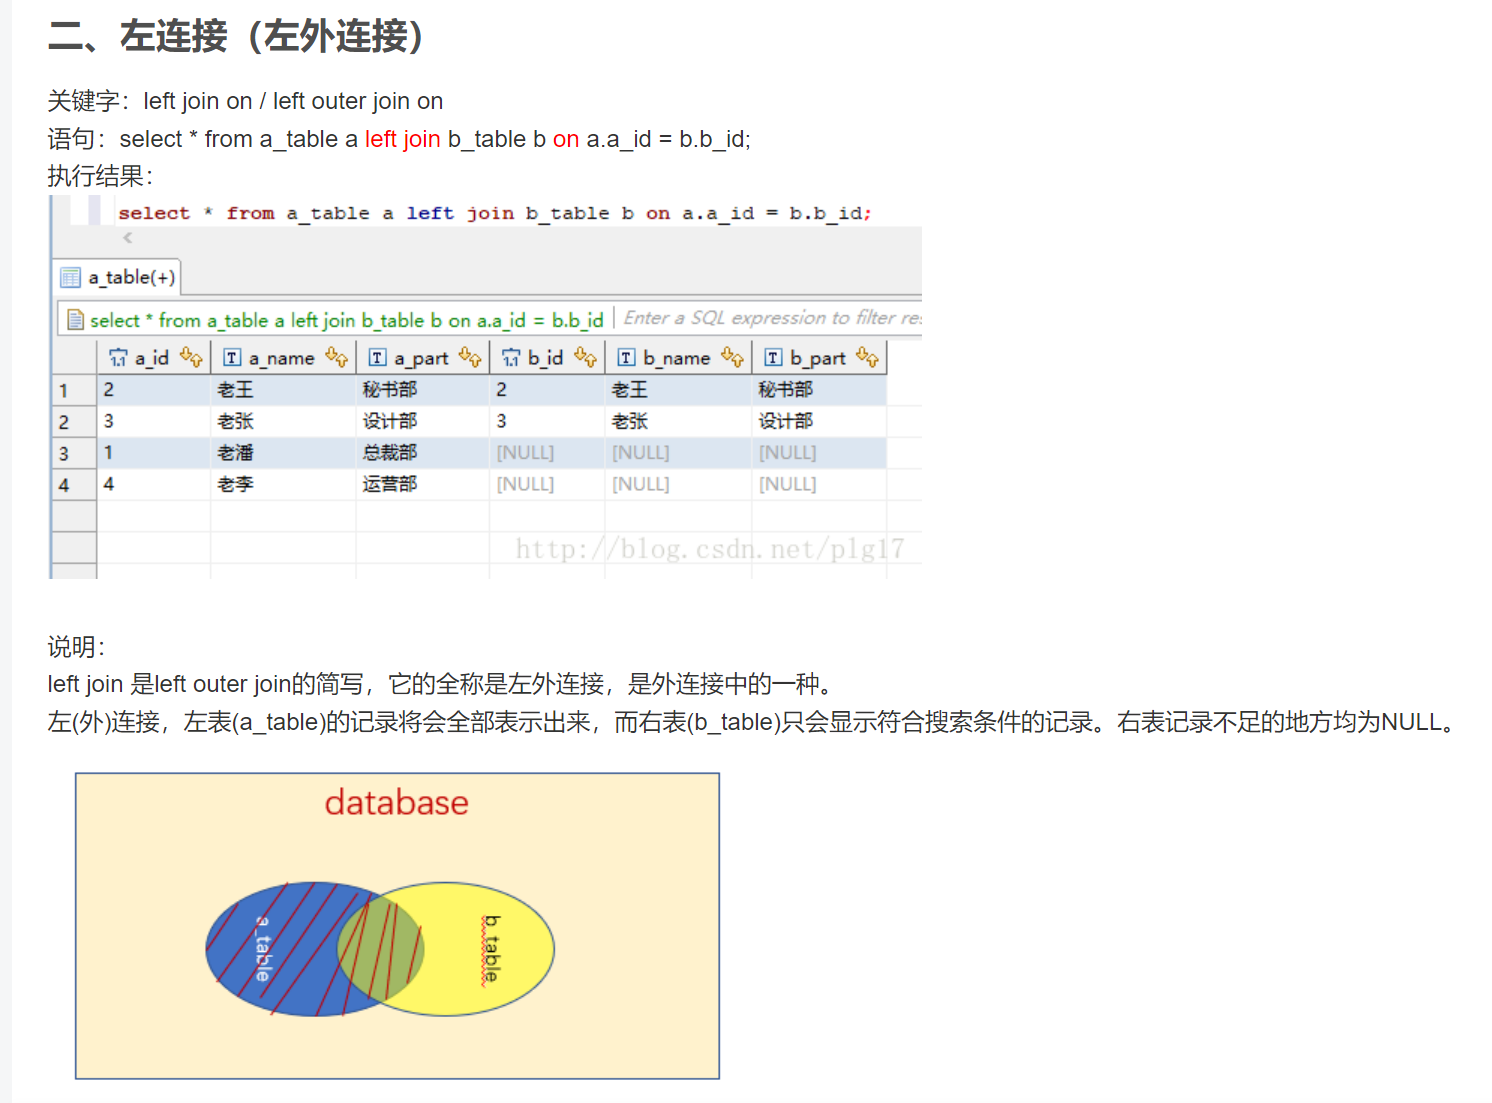 二、左连接（左外连接）
关键字：left join on / left outer join on
语句：select * from a_table a left join b_table b on a.a_id = b.b_id;
执行结果：
select * from a_table a left join b_table b on a.a_id = b.b_id;
a_table(+)
select * from a_table a left join b_table b on a.a_id = b.b_id Enter a SQL expression to filter res
a_id a_name a_part b_id b_name b_part
1 2 老王 秘书部 2 老王 秘书部
2 3 老张 设计部 3 老张 设计部
3 1 老潘 总裁部 [NULL] [NULL] [NULL]
4 4 老李 运营部 [NULL] [NULL] [NULL]
http://blog.csdn.net/plg17
说明：
left join 是left outer join的简写，它的全称是左外连接，是外连接中的一种。
左(外)连接，左表(a_table)的记录将会全部表示出来，而右表(b_table)只会显示符合搜索条件的记录。右表记录不足的地方均为NULL。
database
a_table
b_table